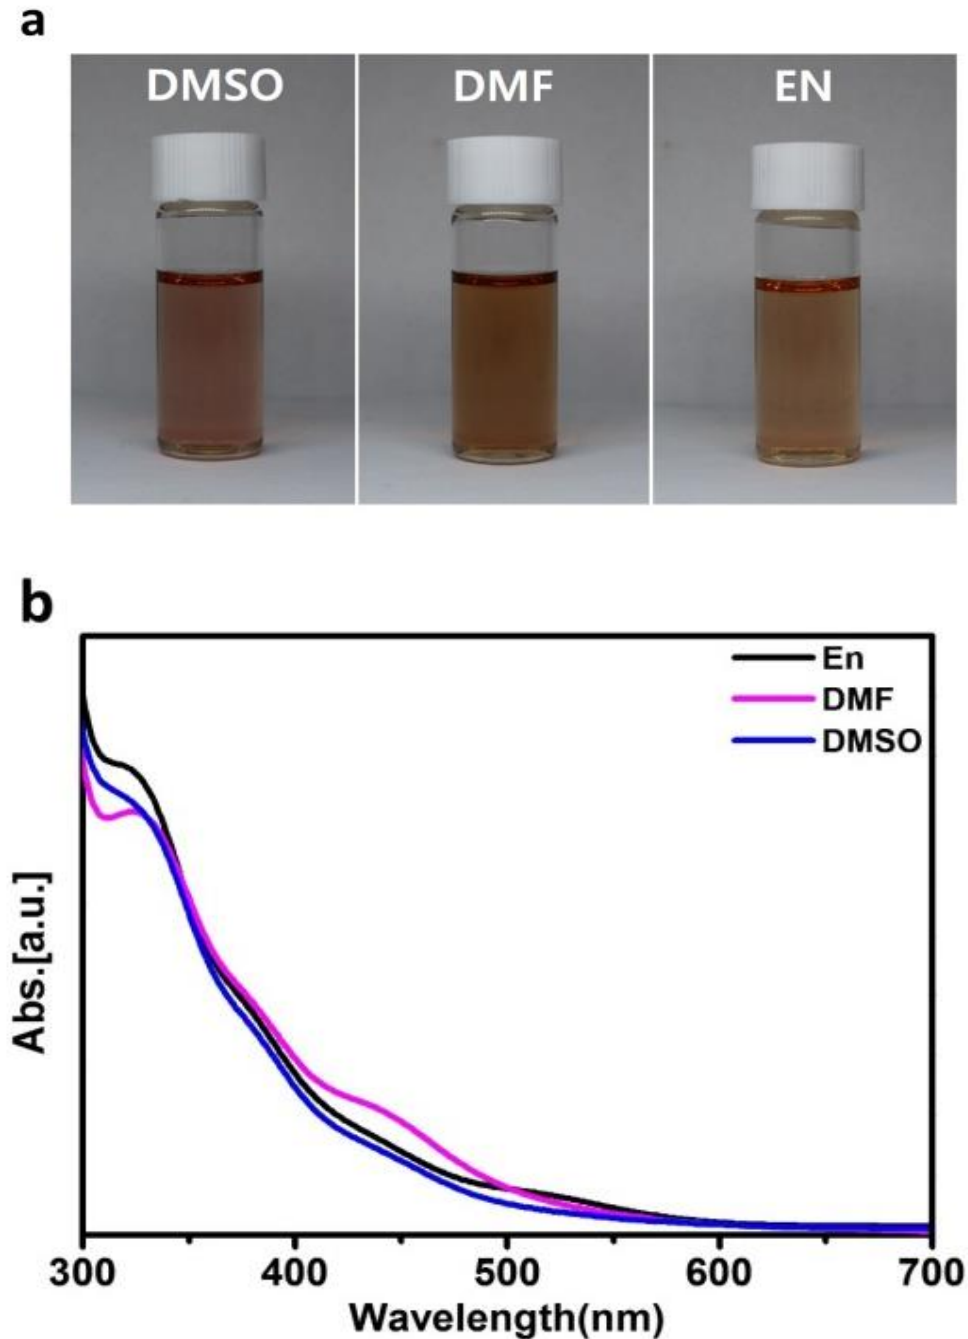 a
DMSO
DMF
EN
b
En
DMF
DMSO
Abs.[a.u.]
300
400
500
600
700
Wavelength(nm)